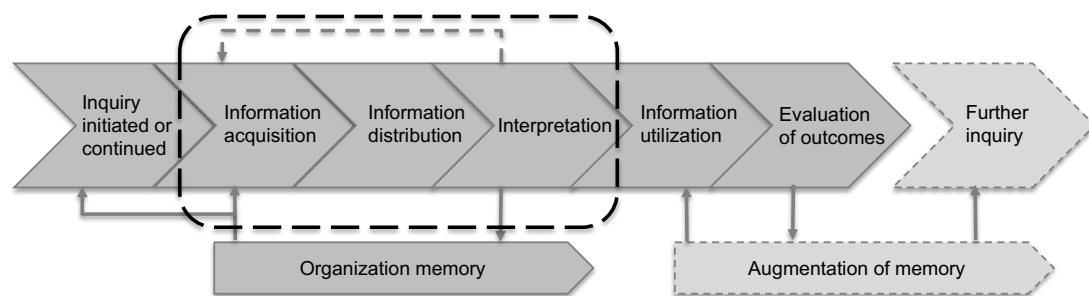 Inquiry
initiated or
continued
Information
acquisition
Information
distribution
Interpretation
Information
utilization
Evaluation
of outcomes
Further
inquiry
Organization memory
Augmentation of memory